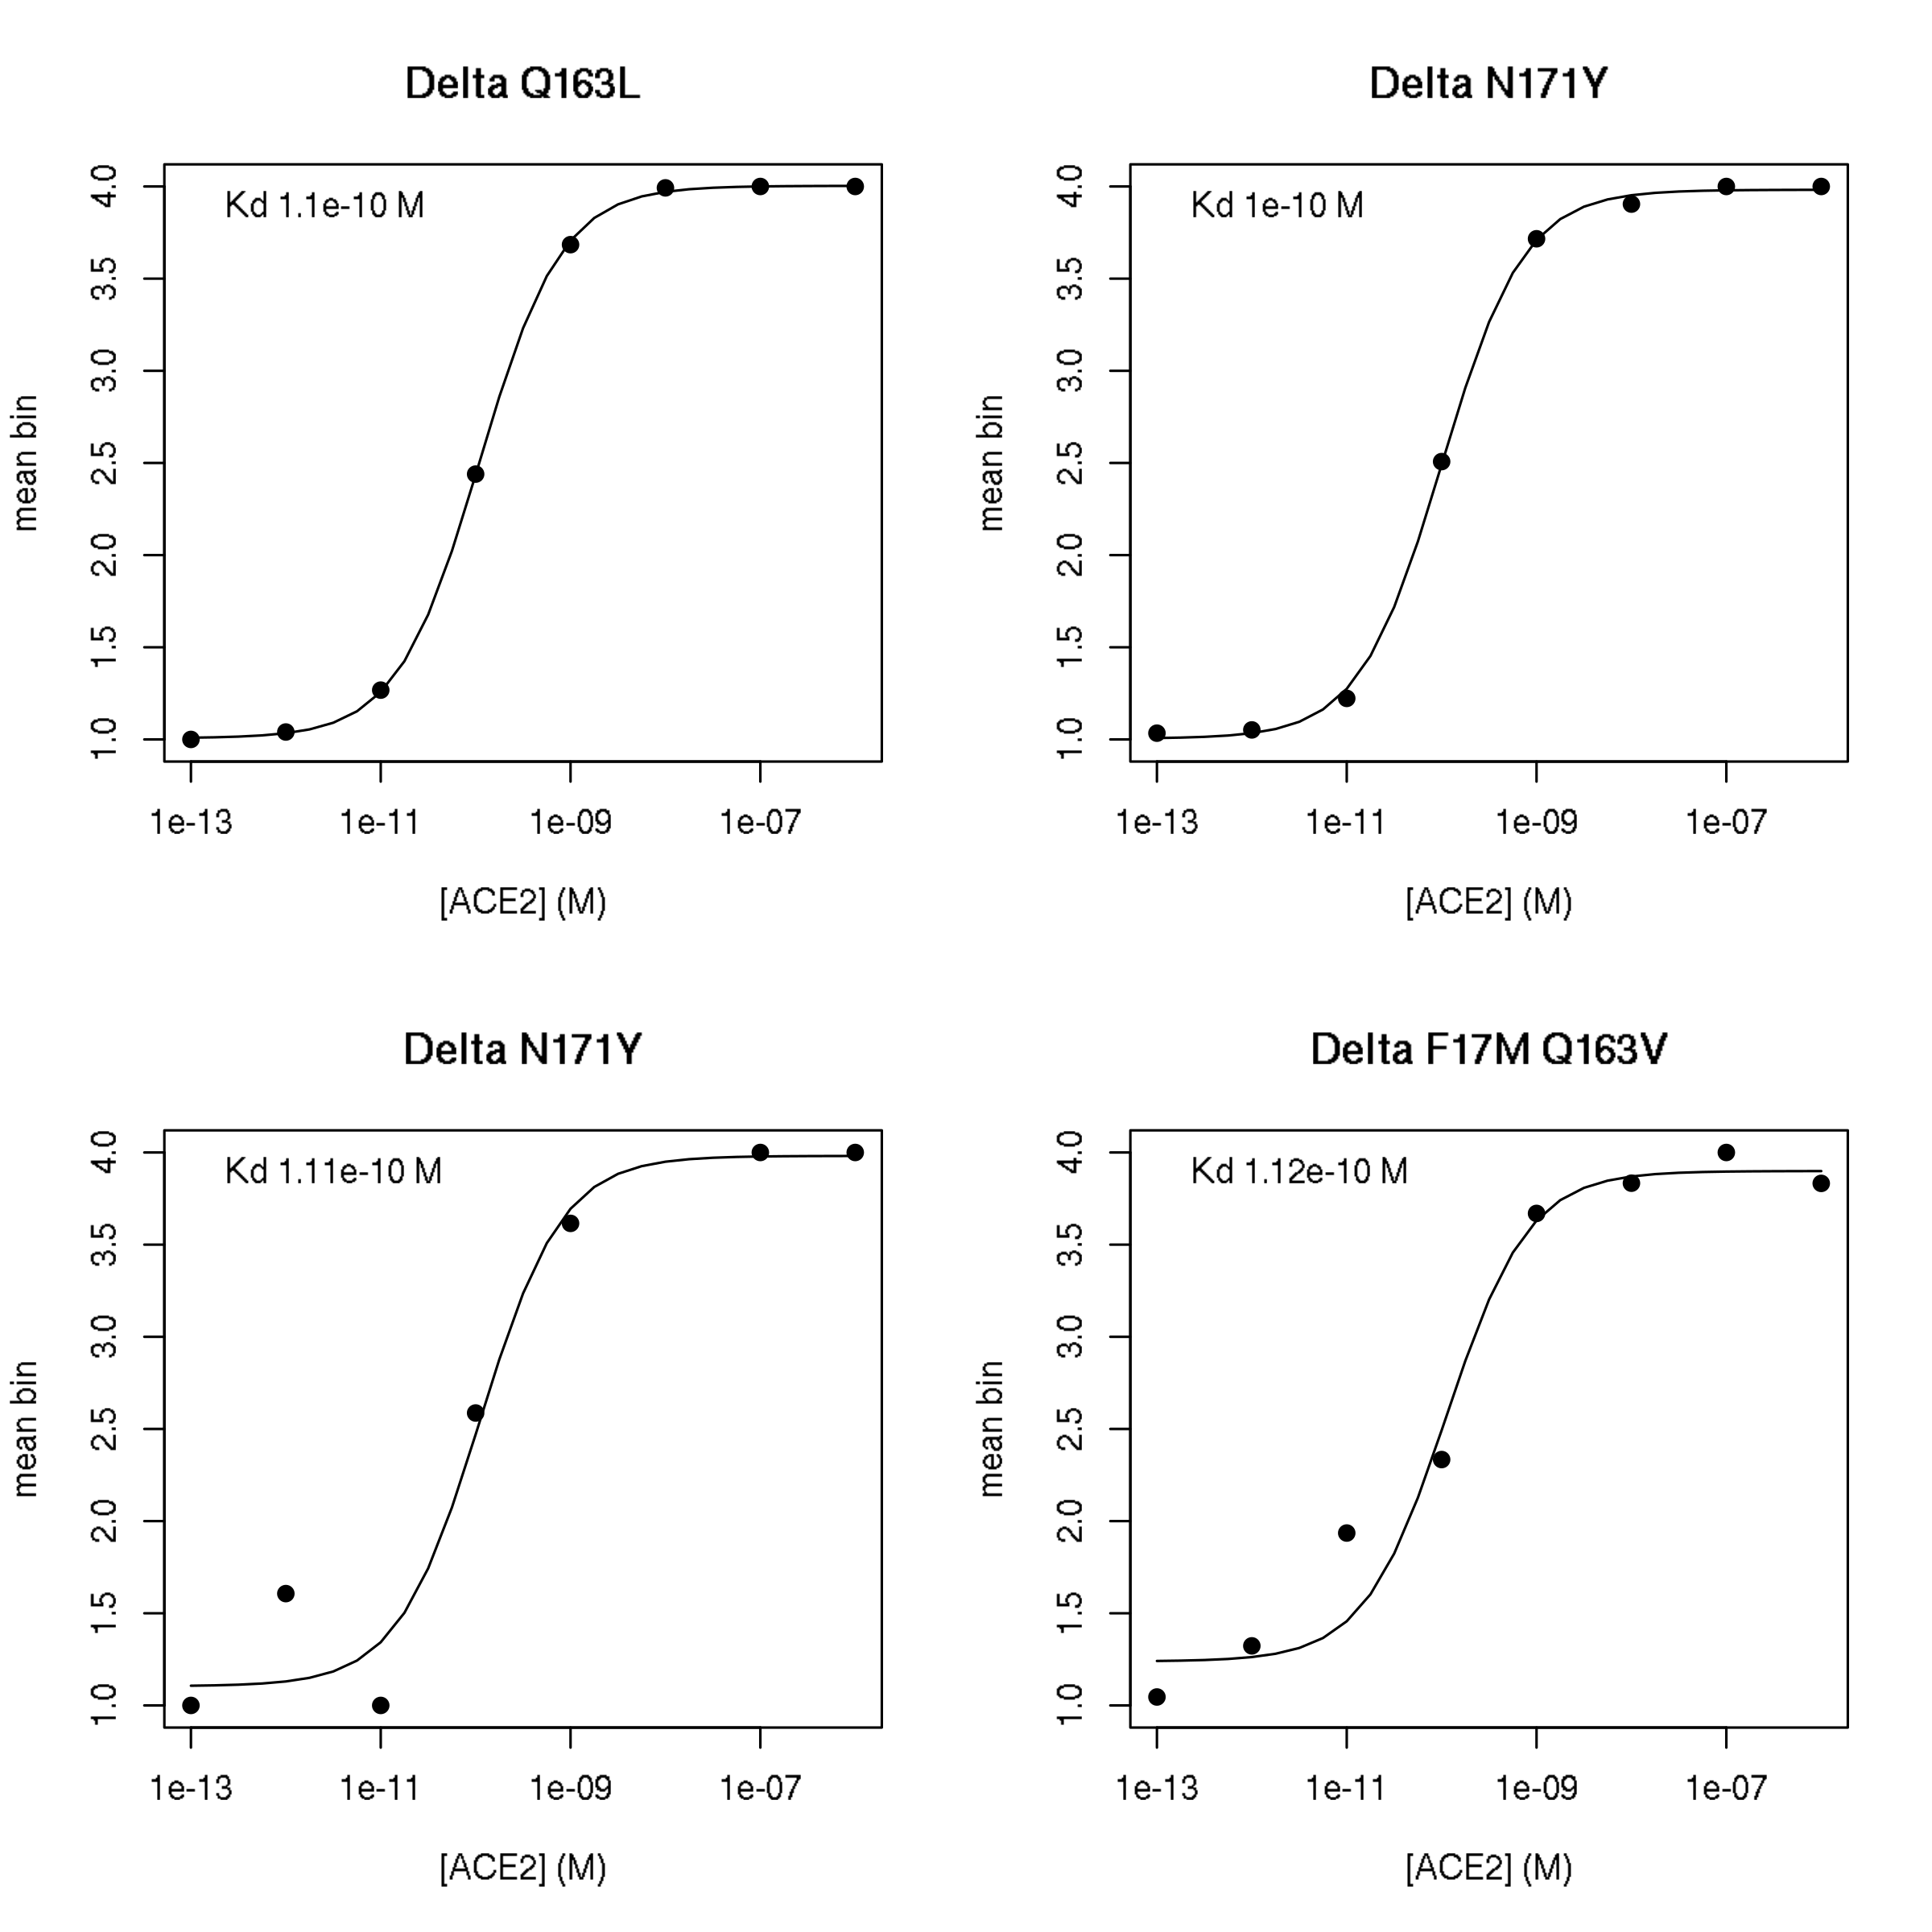 Delta Q163L
Kd 1.1e-10 M
4.0
3.5
3.0
2.5
2.0
1.5
1.0
mean bin
1e-13 1e-11 1e-09 1e-07
[ACE2] (M)
Delta N171Y
Kd 1e-10 M
4.0
3.5
3.0
2.5
2.0
1.5
1.0
mean bin
1e-13 1e-11 1e-09 1e-07
[ACE2] (M)
Delta N171Y
Kd 1.11e-10 M
4.0
3.5
3.0
2.5
2.0
1.5
1.0
mean bin
1e-13 1e-11 1e-09 1e-07
[ACE2] (M)
Delta F17M Q163V
Kd 1.12e-10 M
4.0
3.5
3.0
2.5
2.0
1.5
1.0
mean bin
1e-13 1e-11 1e-09 1e-07
[ACE2] (M)